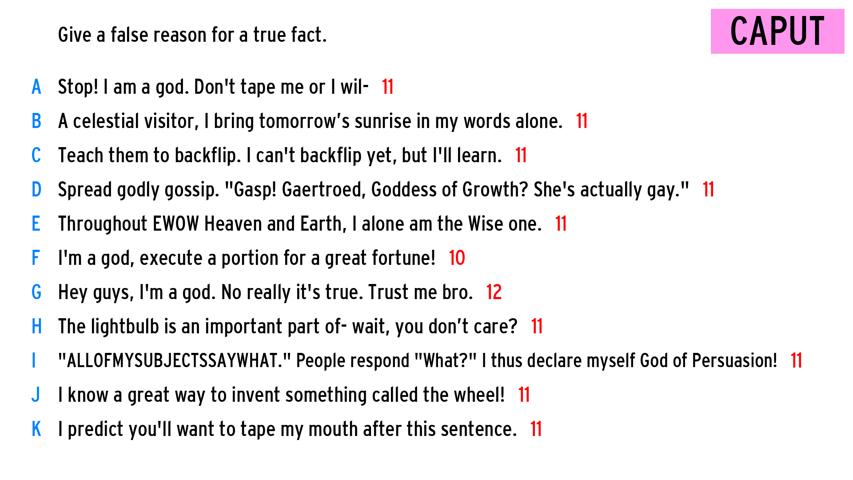 CAPUT
Give a false reason for a true fact.
A Stop! I am a god. Don't tape me or I wil- 11
B A celestial visitor, I bring tomorrow’s sunrise in my words alone. 11
C Teach them to backflip. I can't backflip yet, but I'll learn. 11
D Spread godly gossip. "Gasp! Gaertroed, Goddess of Growth? She's actually gay." 11
E Throughout EWOW Heaven and Earth, I alone am the Wise one. 11
F I'm a god, execute a portion for a great fortune! 10
G Hey guys, I'm a god. No really it's true. Trust me bro. 12
H The lightbulb is an important part of- wait, you don’t care? 11
I "ALLOFMYSUBJECTSSAYWHAT." People respond "What?" I thus declare myself God of Persuasion! 11
J I know a great way to invent something called the wheel! 11
K I predict you'll want to tape my mouth after this sentence. 11